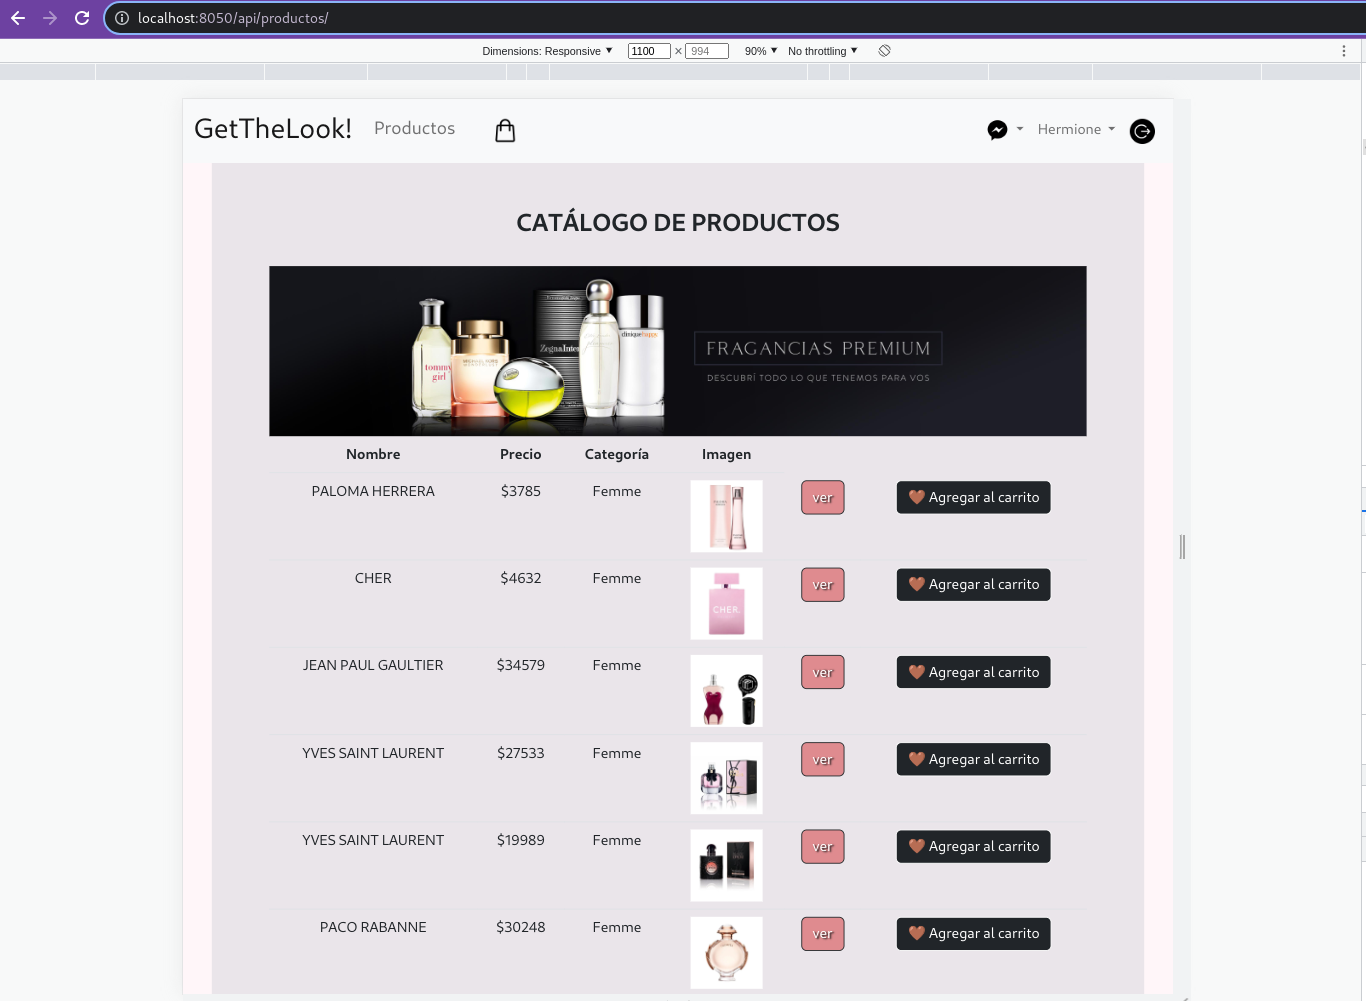 localhost:8050/api/productos/
Dimensions: Responsive ▼ 1100 × 994 90% ▼ No throttling ▼
GetTheLook! Productos Hermione
CATÁLOGO DE PRODUCTOS
tommy
girl
ZegnaInten
cliniqueHappy.
FRAGANCIAS PREMIUM
DESCUBRÍ TODO LO QUE TENEMOS PARA VOS
Nombre Precio Categoría Imagen
PALOMA HERRERA $3785 Femme ver Agregar al carrito
CHER $4632 Femme CHER. ver Agregar al carrito
JEAN PAUL GAULTIER $34579 Femme ver Agregar al carrito
YVES SAINT LAURENT $27533 Femme ver Agregar al carrito
YVES SAINT LAURENT $19989 Femme ver Agregar al carrito
PACO RABANNE $30248 Femme ver Agregar al carrito